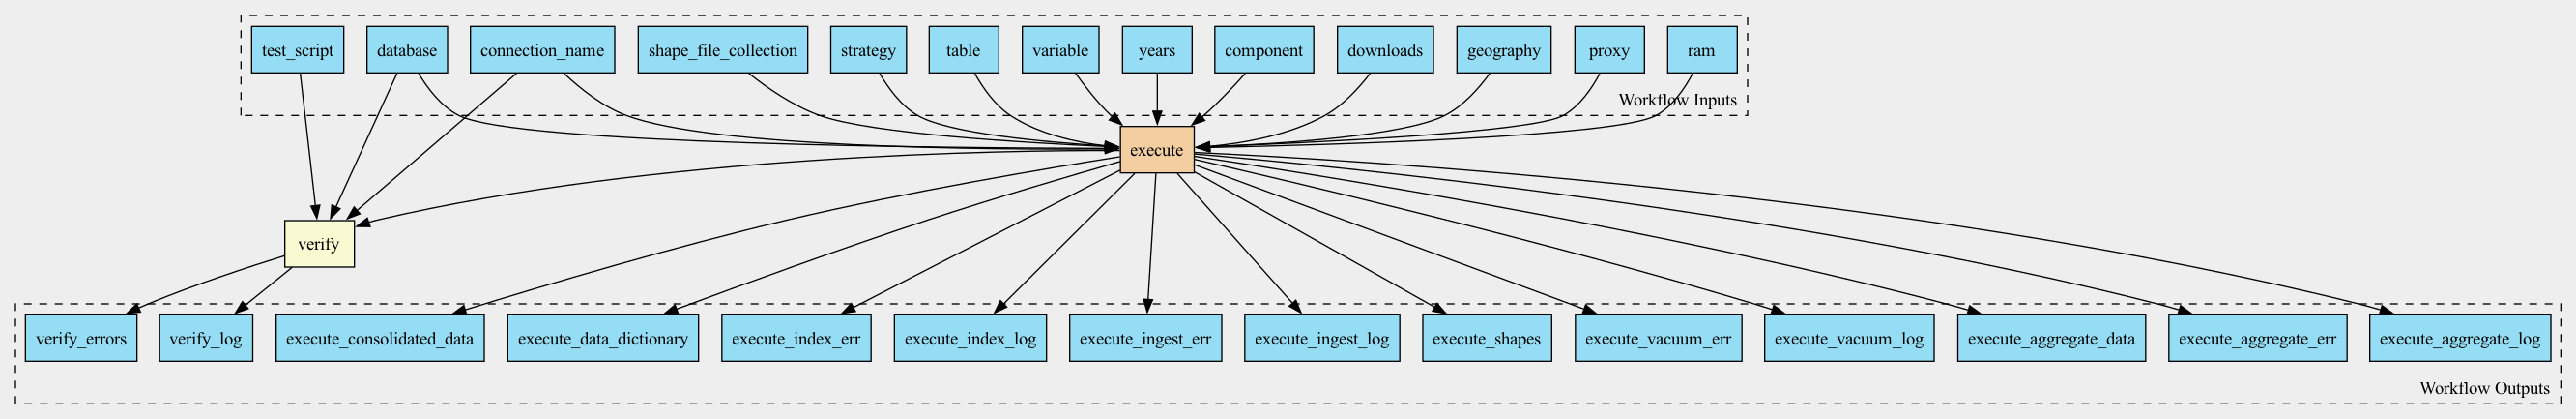 test_script
database
connection_name
shape_file_collection
strategy
table
variable
years
component
downloads
geography
proxy
ram
Workflow Inputs
execute
verify
verify_errors
verify_log
execute_consolidated_data
execute_data_dictionary
execute_index_err
execute_index_log
execute_ingest_err
execute_ingest_log
execute_shapes
execute_vacuum_err
execute_vacuum_log
execute_aggregate_data
execute_aggregate_err
execute_aggregate_log
Workflow Outputs